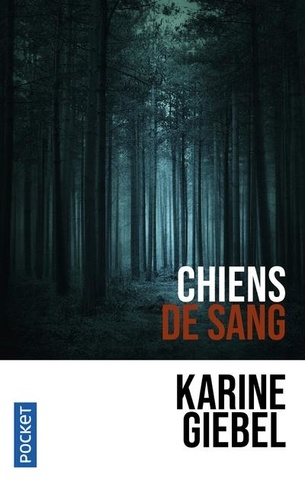 CHIENS
DE SANG
KARINE
GIEBEL
POCKET